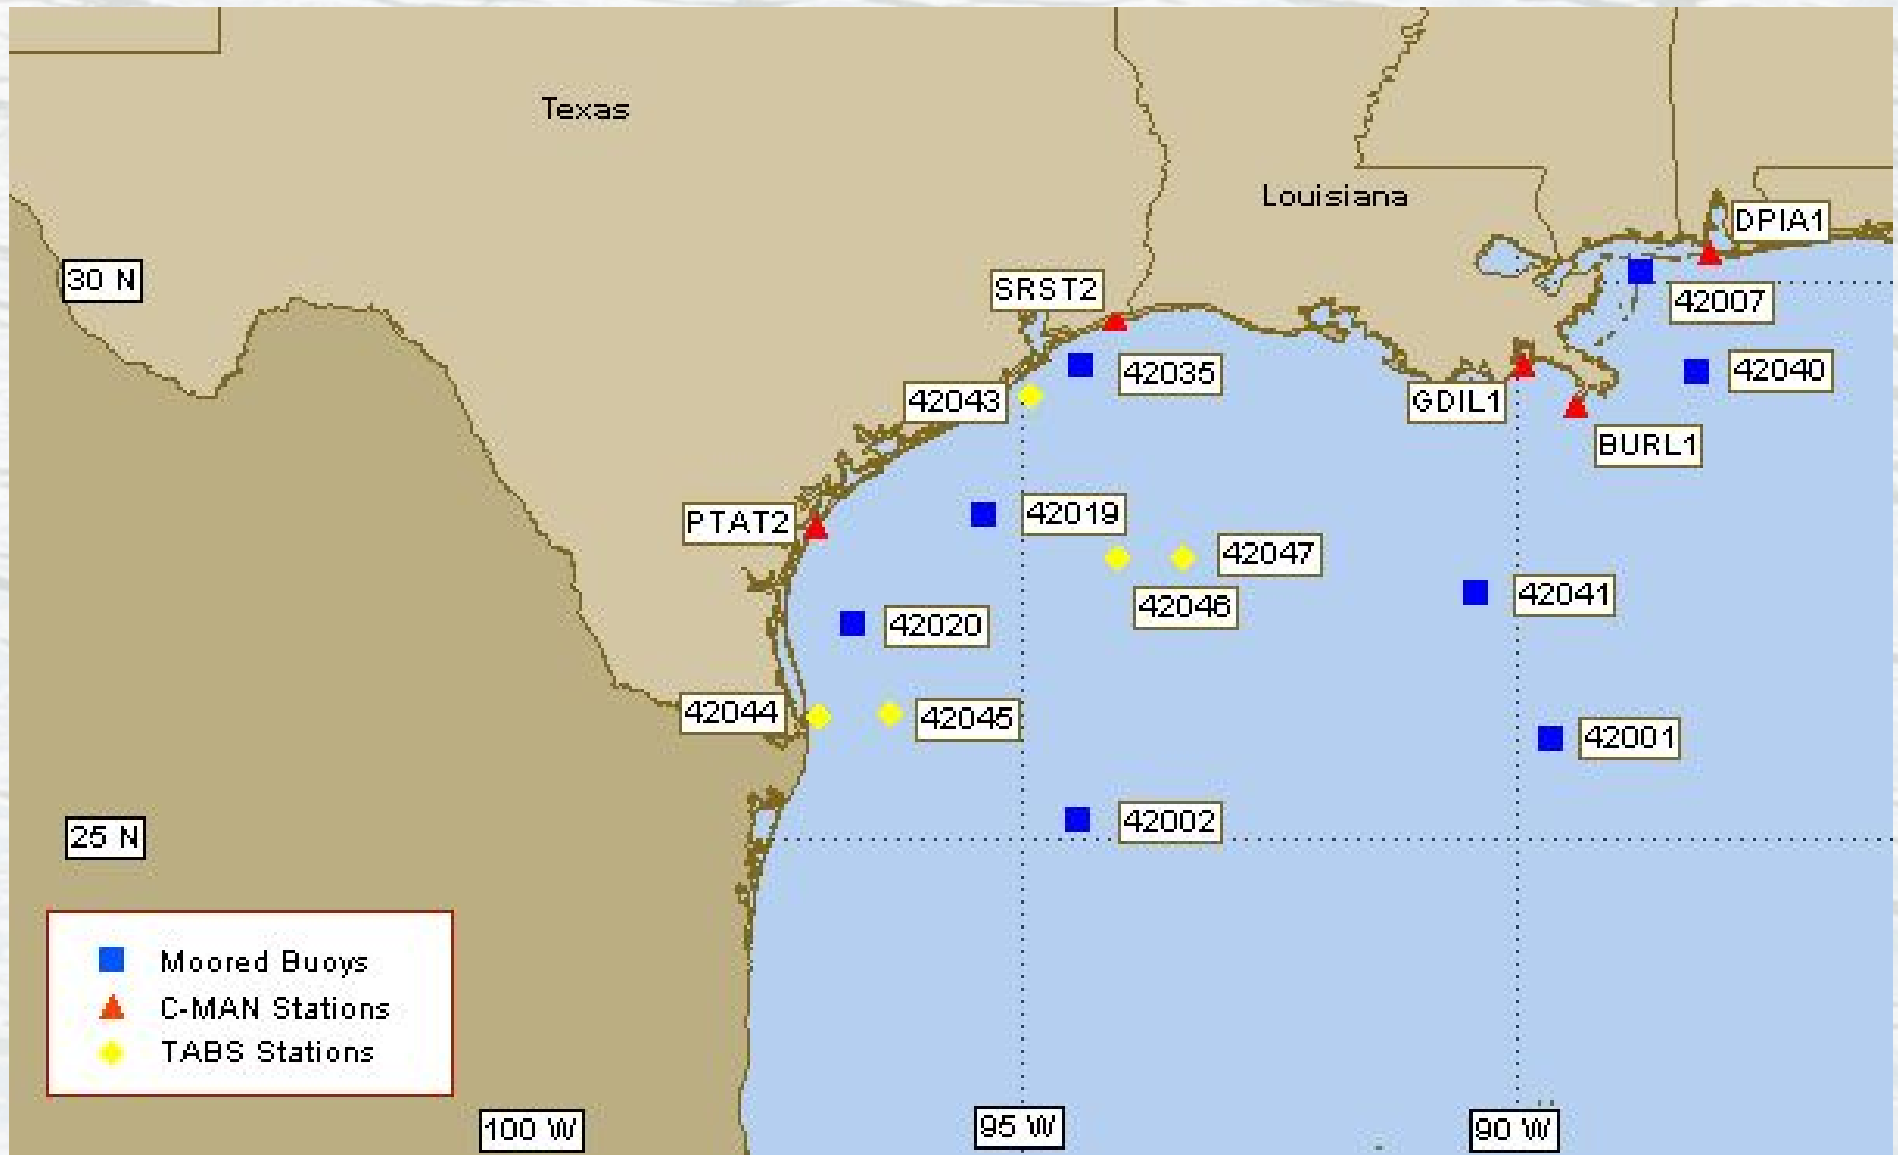 Texas
Louisiana
DPIA1
30 N
SRST2
42007
42035
42040
42043
GDIL1
BURL1
PTAT2
42019
42047
42046
42041
42020
42044
42045
42001
42002
25 N
Moored Buoys
C-MAN Stations
TABS Stations
100 W
95 W
90 W